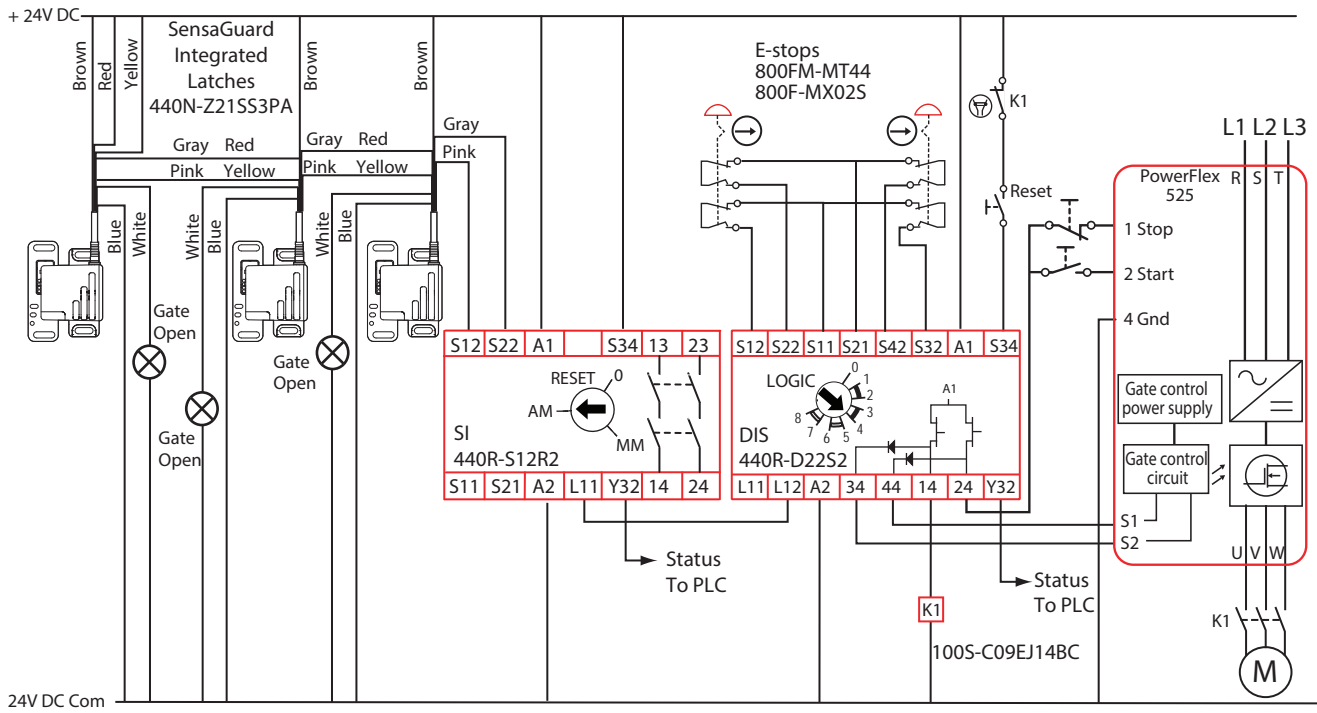 + 24V DC
SensaGuard
Integrated
Latches
440N-Z21SS3PA
Brown
Red
Yellow
Brown
Brown
Gray Red
Pink Yellow
Gray Red
Pink Yellow
Gray
Pink
Blue
White
White
Blue
White
Blue
Gate
Open
Gate
Open
Gate
Open
E-stops
800FM-MT44
800F-MX02S
K1
Reset
L1 L2 L3
PowerFlex
525
R S T
1 Stop
2 Start
4 Gnd
Gate control
power supply
Gate control
circuit
S1
S2
U V W
K1
M
S12 S22 A1 S34 13 23
RESET 0
AM
MM
SI
440R-S12R2
S11 S21 A2 L11 Y32 14 24
S12 S22 S11 S21 S42 S32 A1 S34
LOGIC
0
1
2
3
4
5
6
7
8
A1
DIS
440R-D22S2
L11 L12 A2 34 44 14 24 Y32
Status
To PLC
Status
To PLC
K1
100S-C09EJ14BC
24V DC Com